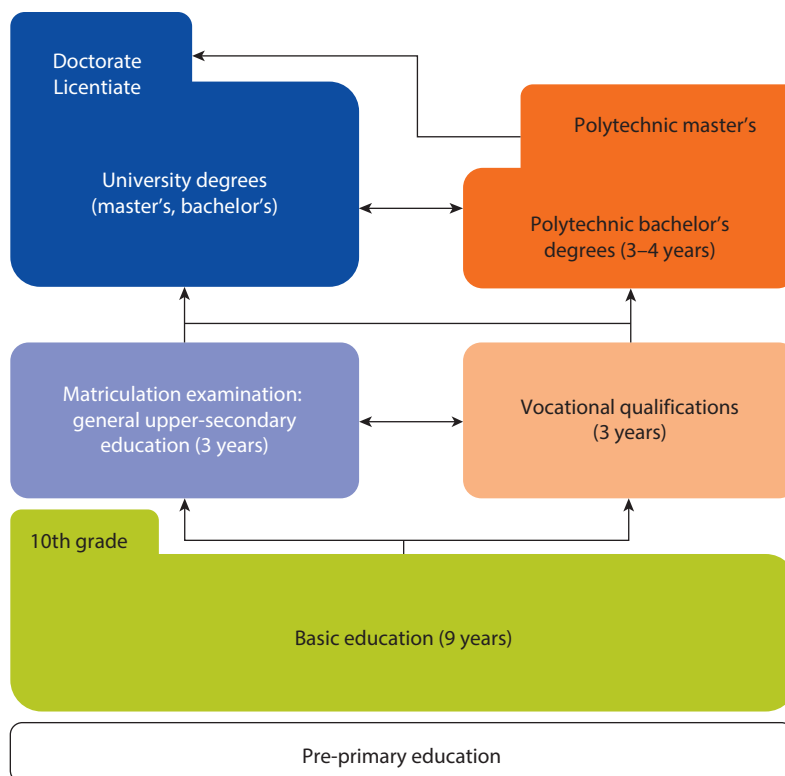 Doctorate
Licentiate
Polytechnic master’s
University degrees
(master’s, bachelor’s)
Polytechnic bachelor’s
degrees (3–4 years)
Matriculation examination:
general upper-secondary
education (3 years)
Vocational qualifications
(3 years)
10th grade
Basic education (9 years)
Pre-primary education